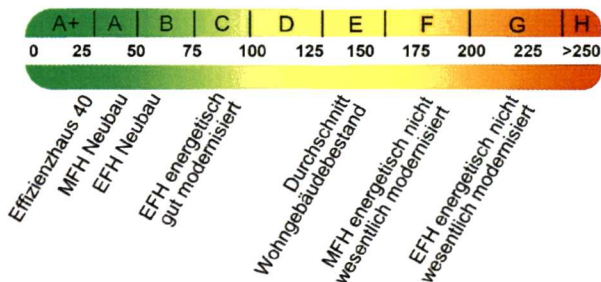 A+ A B C D E F G H
0 25 50 75 100 125 150 175 200 225 >250
Effizienzhaus 40
MFH Neubau
EFH Neubau
EFH energetisch
gut modernisiert
Durchschnitt
Wohngebäudebestand
MFH energetisch nicht
wesentlich modernisiert
EFH energetisch nicht
wesentlich modernisiert